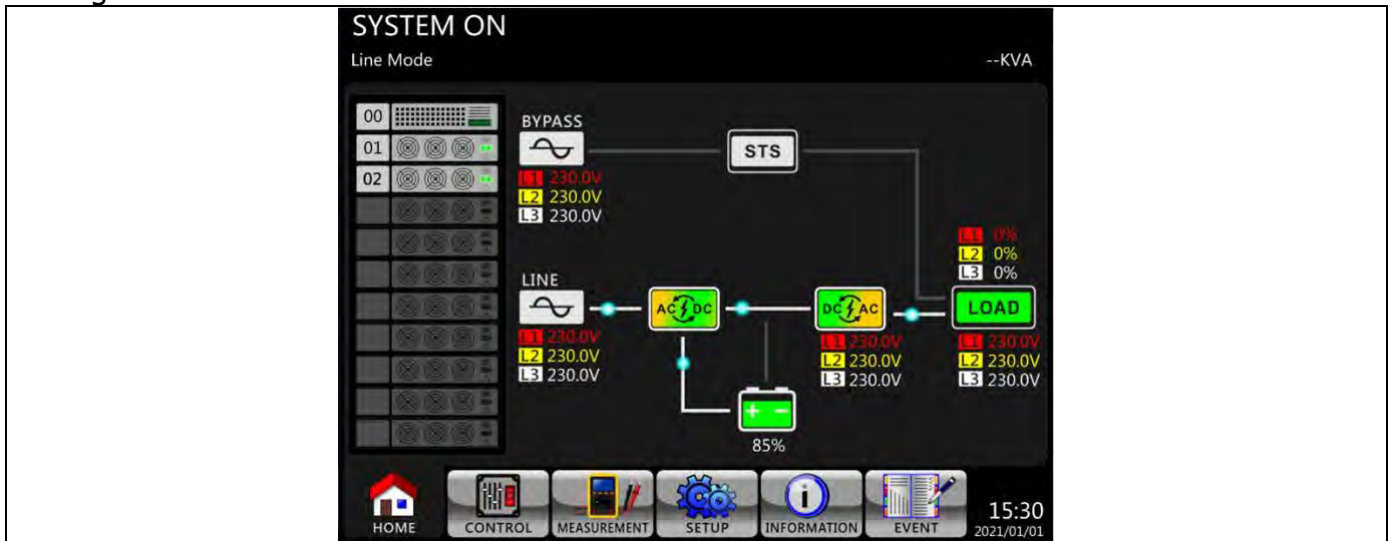 SYSTEM ON
Line Mode
--KVA
00
01
02
BYPASS
L1 230.0V
L2 230.0V
L3 230.0V
STS
L1 0%
L2 0%
L3 0%
LINE
AC DC
DC AC
LOAD
L1 230.0V
L2 230.0V
L3 230.0V
L1 230.0V
L2 230.0V
L3 230.0V
L1 230.0V
L2 230.0V
L3 230.0V
+ -
85%
HOME
CONTROL
MEASUREMENT
SETUP
INFORMATION
EVENT
15:30
2021/01/01